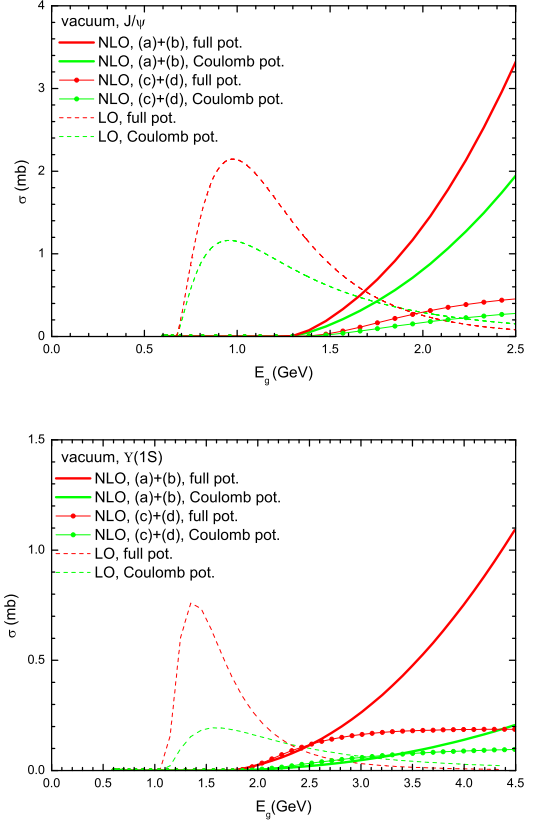 vacuum, J/ψ
NLO, (a)+(b), full pot.
NLO, (a)+(b), Coulomb pot.
NLO, (c)+(d), full pot.
NLO, (c)+(d), Coulomb pot.
LO, full pot.
LO, Coulomb pot.
4
3
2
1
0
σ (mb)
0.0 0.5 1.0 1.5 2.0 2.5
Eg (GeV)
vacuum, Υ(1S)
NLO, (a)+(b), full pot.
NLO, (a)+(b), Coulomb pot.
NLO, (c)+(d), full pot.
NLO, (c)+(d), Coulomb pot.
LO, full pot.
LO, Coulomb pot.
1.5
1.0
0.5
0.0
σ (mb)
0.0 0.5 1.0 1.5 2.0 2.5 3.0 3.5 4.0 4.5
Eg(GeV)